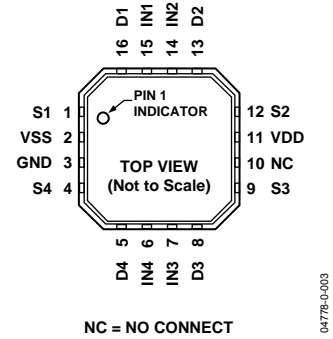 D1 IN1 IN2 D2
16 15 14 13
PIN 1
INDICATOR
S1 1
12 S2
VSS 2
11 VDD
GND 3
TOP VIEW
10 NC
S4 4
(Not to Scale)
9 S3
5 6 7 8
D4 IN4 IN3 D3
NC = NO CONNECT
04778-0-003